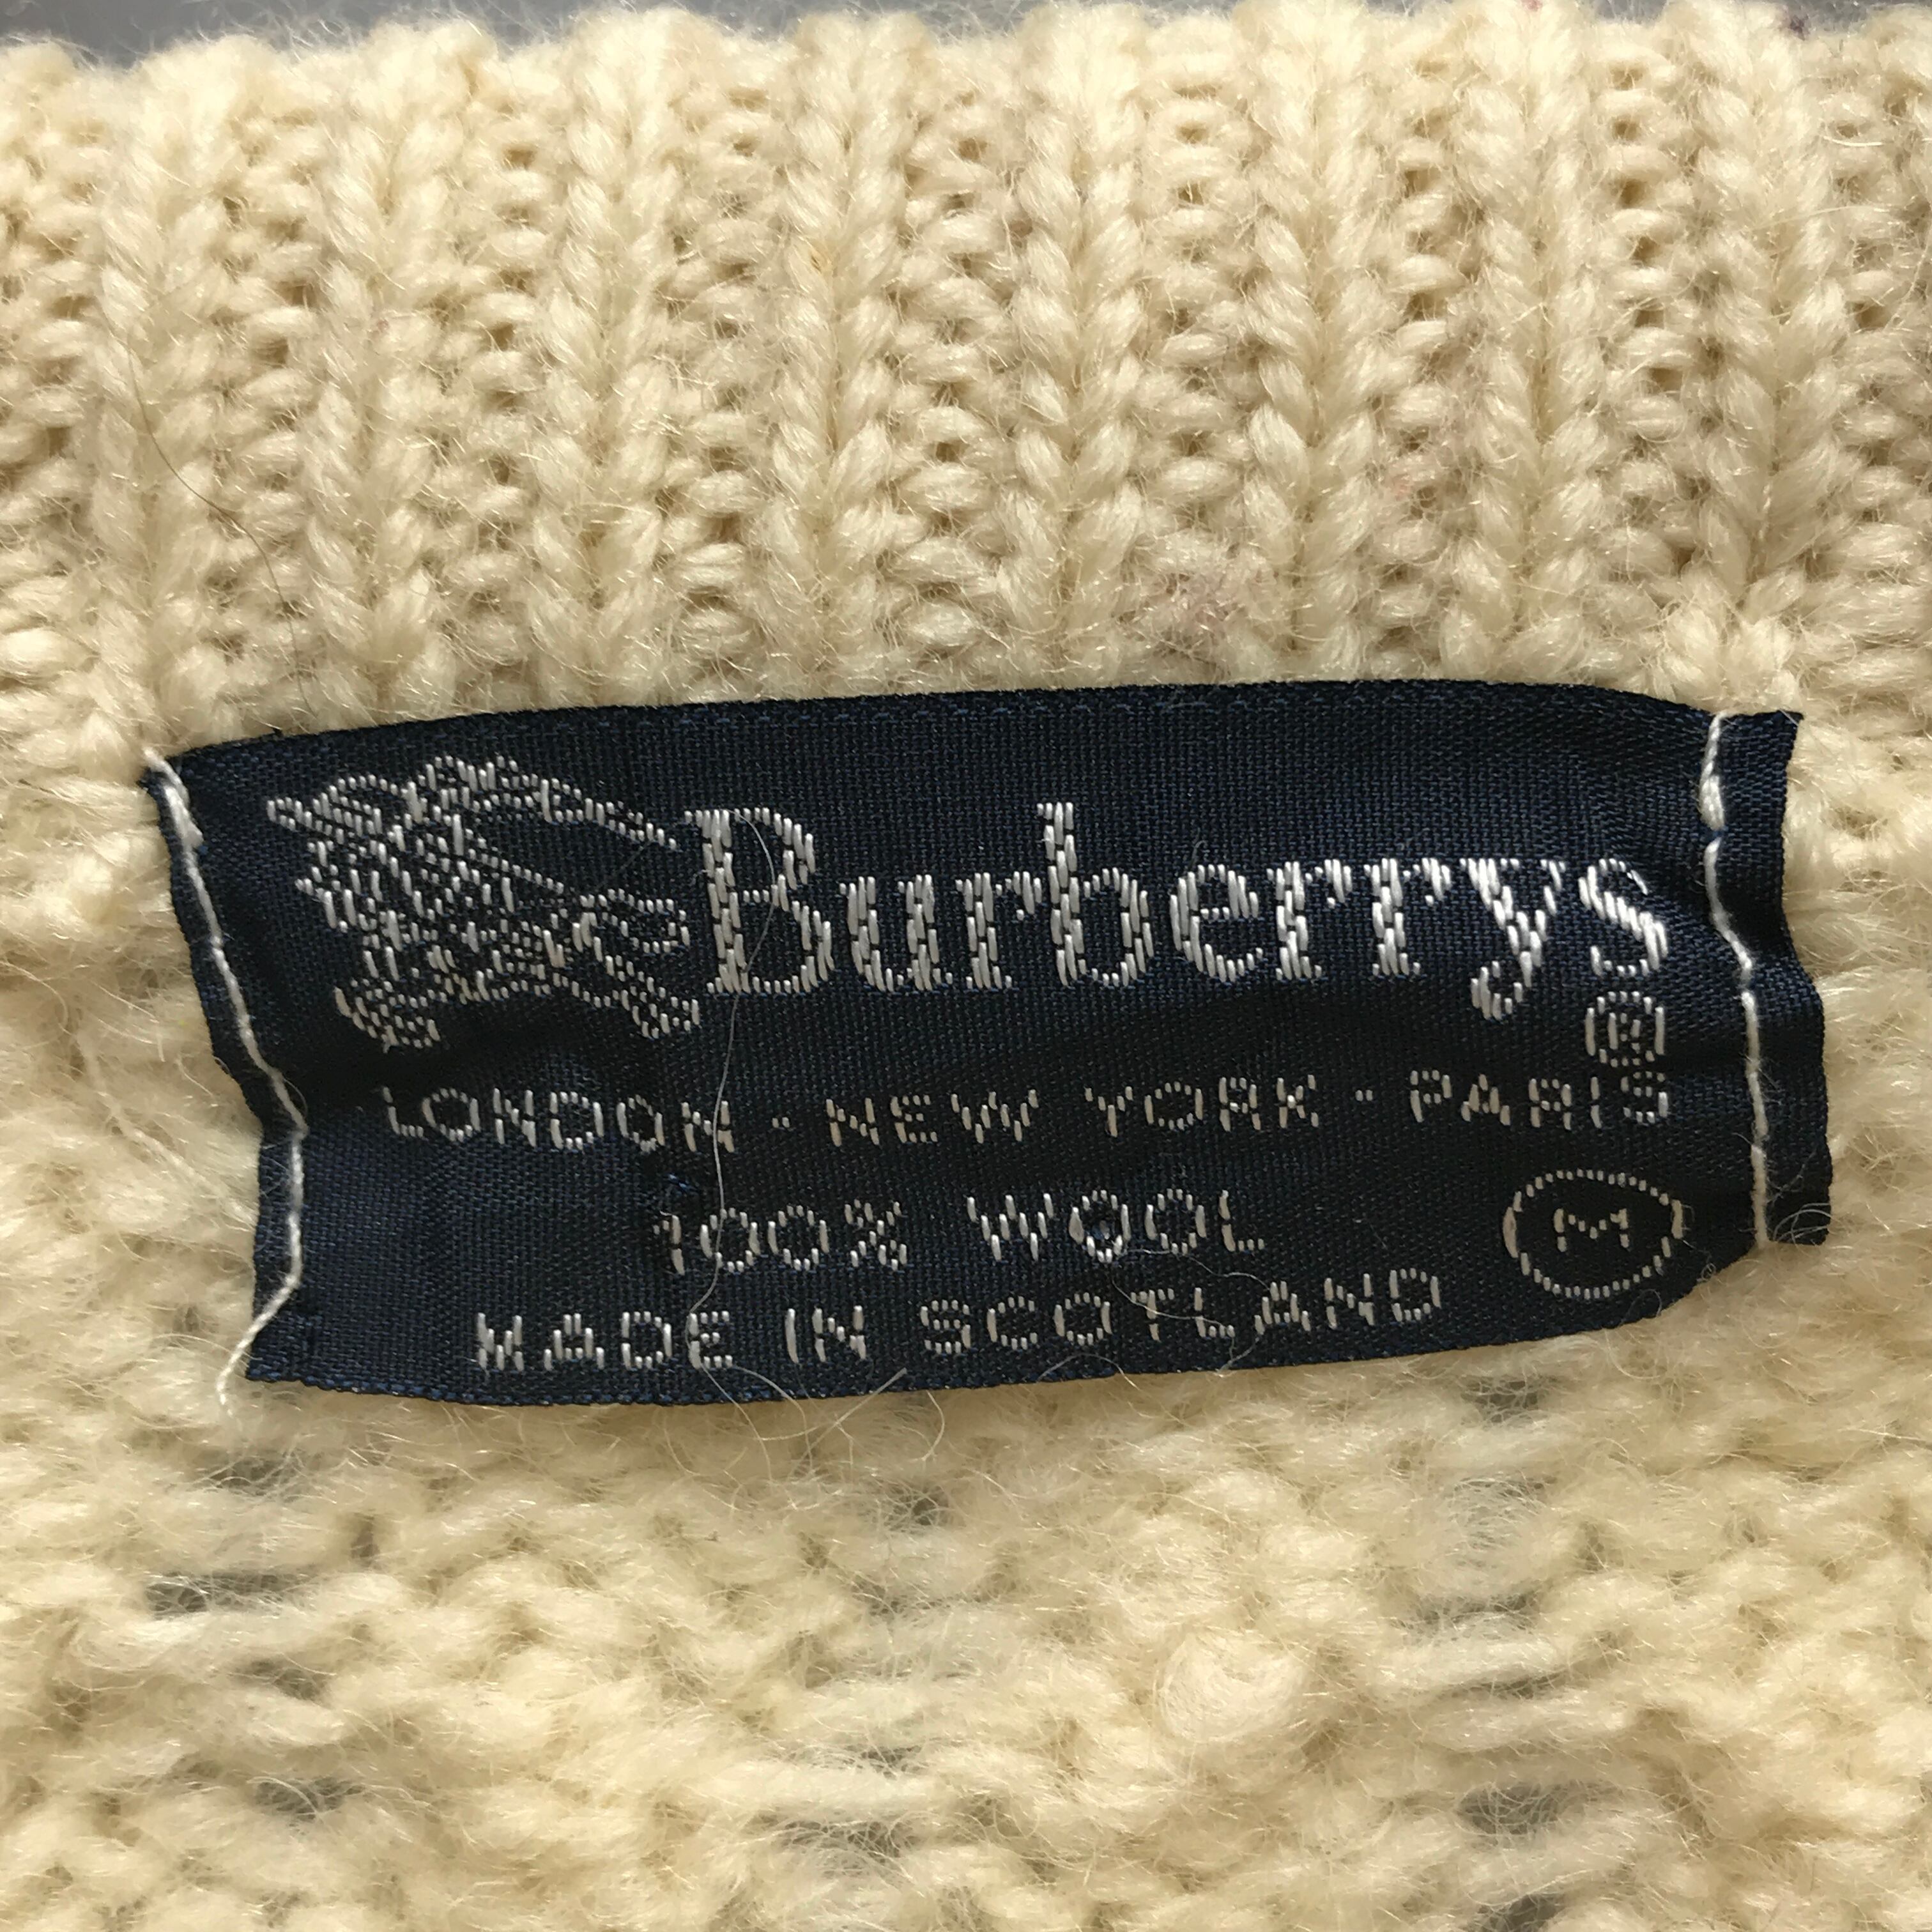 Burberrys®
LONDON · NEW YORK · PARIS
100% WOOL
M
MADE IN SCOTLAND